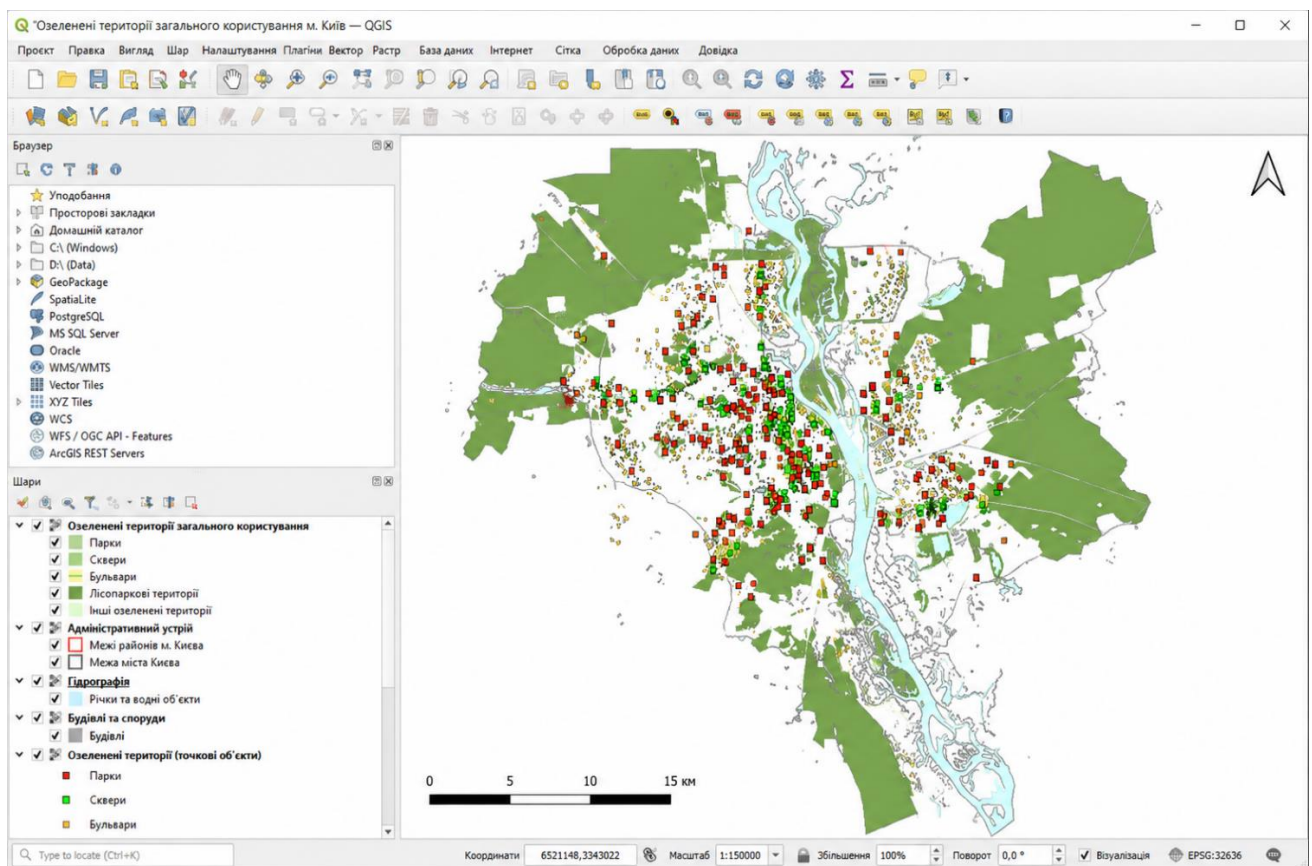 "Озеленені території загального користування м. Київ — QGIS
Проєкт Правка Вигляд Шар Налаштування Плагіни Вектор Растр База даних Інтернет Сітка Обробка даних Довідка
Браузер
Уподобання
Просторові закладки
Домашній каталог
C:\ (Windows)
D:\ (Data)
GeoPackage
SpatiaLite
PostgreSQL
MS SQL Server
Oracle
WMS/WMTS
Vector Tiles
XYZ Tiles
WCS
WFS / OGC API - Features
ArcGIS REST Servers
Шари
Озеленені території загального користування
Парки
Сквери
Бульвари
Лісопаркові території
Інші озеленені території
Адміністративний устрій
Межі районів м. Києва
Межа міста Києва
Гідрографія
Річки та водні об'єкти
Будівлі та споруди
Будівлі
Озеленені території (точкові об'єкти)
Парки
Сквери
Бульвари
0 5 10 15 км
Type to locate (Ctrl+K) Координати 6521148,3343022 Масштаб 1:150000 Збільшення 100% Поворот 0,0 ° Візуалізація EPSG:32636